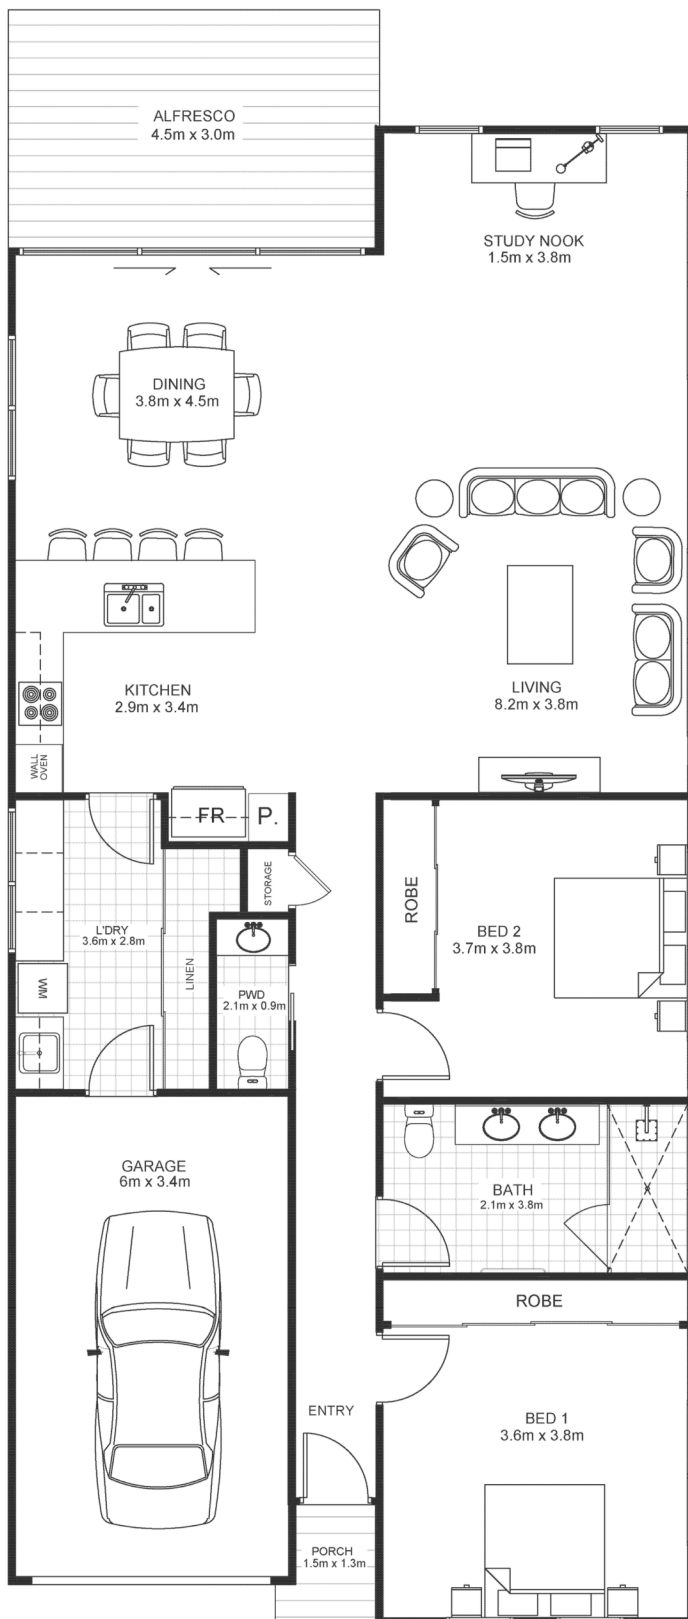 ALFRESCO
4.5m x 3.0m
STUDY NOOK
1.5m x 3.8m
DINING
3.8m x 4.5m
KITCHEN
2.9m x 3.4m
LIVING
8.2m x 3.8m
WALL
OVEN
FR
P.
STORAGE
ROBE
L'DRY
3.6m x 2.8m
BED 2
3.7m x 3.8m
LINEN
WM
PWD
2.1m x 0.9m
GARAGE
6m x 3.4m
BATH
2.1m x 3.8m
ROBE
ENTRY
BED 1
3.6m x 3.8m
PORCH
1.5m x 1.3m